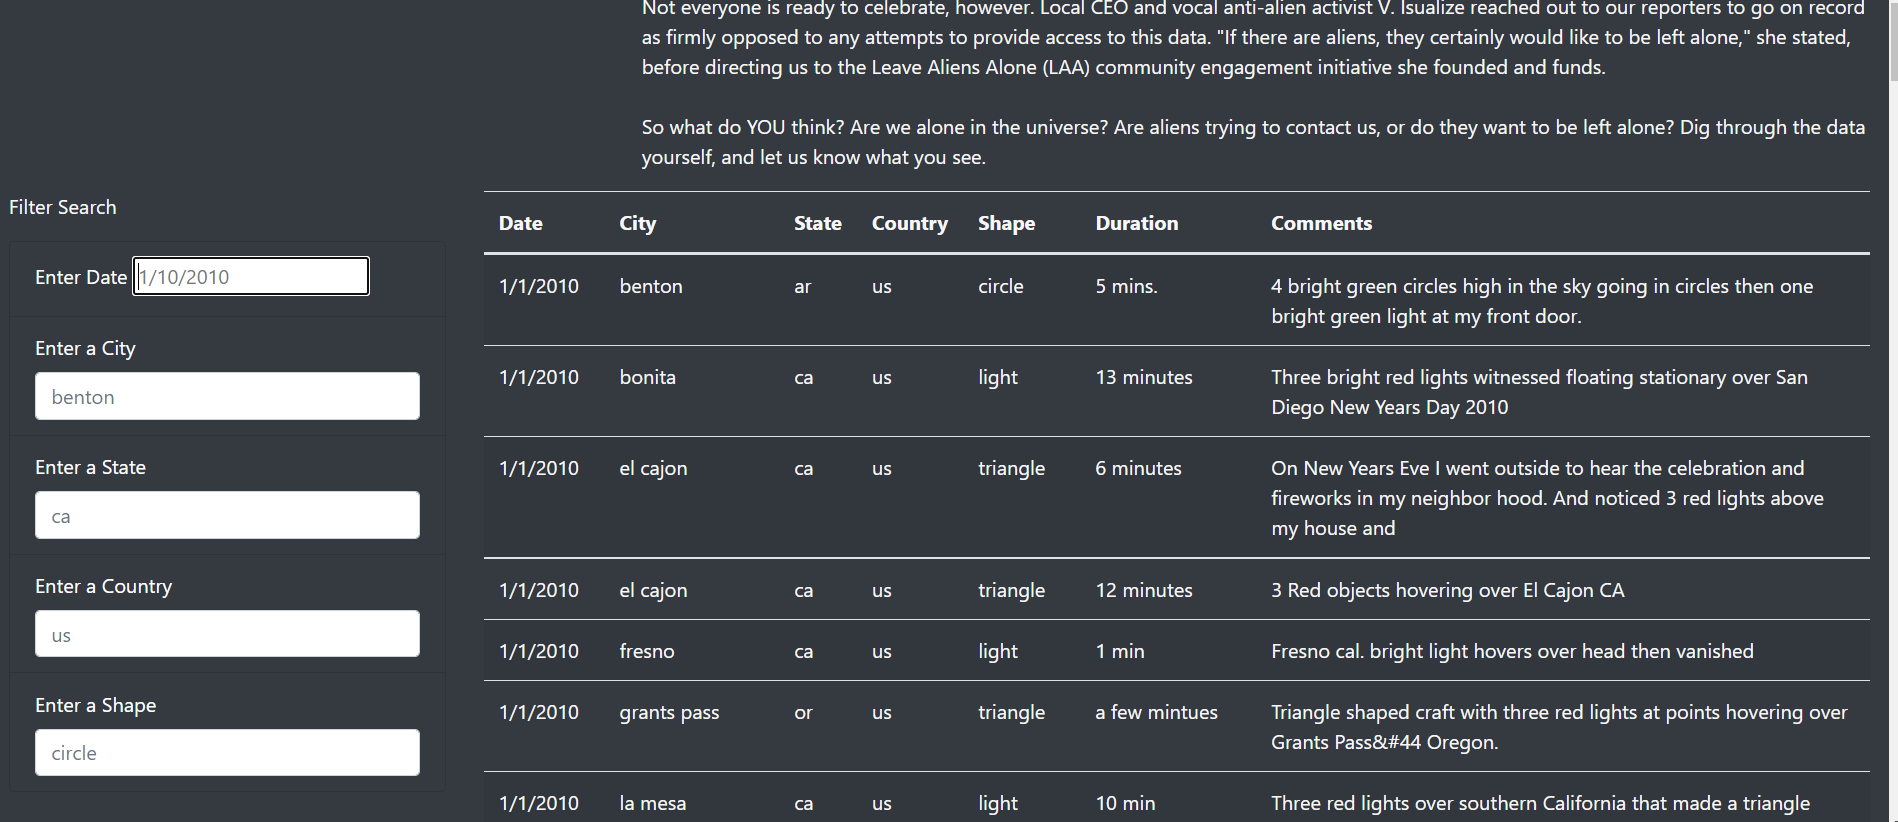 Not everyone is ready to celebrate, however. Local CEO and vocal anti-alien activist V. Isualize reached out to our reporters to go on record
as firmly opposed to any attempts to provide access to this data. "If there are aliens, they certainly would like to be left alone," she stated,
before directing us to the Leave Aliens Alone (LAA) community engagement initiative she founded and funds.
So what do YOU think? Are we alone in the universe? Are aliens trying to contact us, or do they want to be left alone? Dig through the data
yourself, and let us know what you see.
Filter Search
Enter Date 1/10/2010
Enter a City
benton
Enter a State
ca
Enter a Country
us
Enter a Shape
circle
Date City State Country Shape Duration Comments
1/1/2010 benton ar us circle 5 mins. 4 bright green circles high in the sky going in circles then one
bright green light at my front door.
1/1/2010 bonita ca us light 13 minutes Three bright red lights witnessed floating stationary over San
Diego New Years Day 2010
1/1/2010 el cajon ca us triangle 6 minutes On New Years Eve I went outside to hear the celebration and
fireworks in my neighbor hood. And noticed 3 red lights above
my house and
1/1/2010 el cajon ca us triangle 12 minutes 3 Red objects hovering over El Cajon CA
1/1/2010 fresno ca us light 1 min Fresno cal. bright light hovers over head then vanished
1/1/2010 grants pass or us triangle a few mintues Triangle shaped craft with three red lights at points hovering over
Grants Pass&#44 Oregon.
1/1/2010 la mesa ca us light 10 min Three red lights over southern California that made a triangle